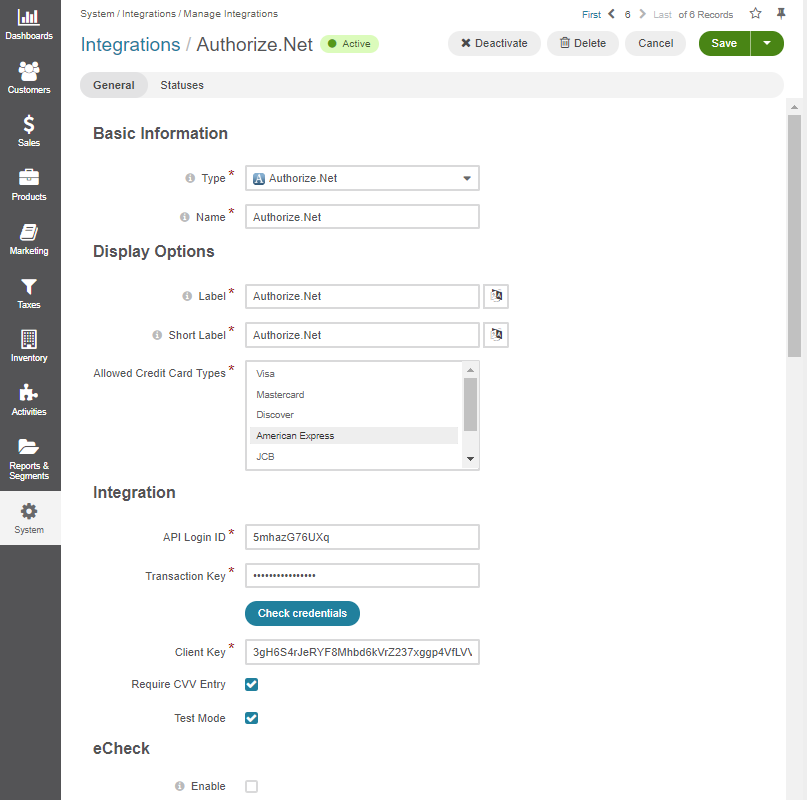 System / Integrations / Manage Integrations
First 6 Last of 6 Records
Integrations / Authorize.Net Active
Deactivate Delete Cancel Save
General Statuses
Dashboards
Customers
Sales
Products
Marketing
Taxes
Inventory
Activities
Reports &
Segments
System
Basic Information
Type * Authorize.Net
Name * Authorize.Net
Display Options
Label * Authorize.Net
Short Label * Authorize.Net
Allowed Credit Card Types *
Visa
Mastercard
Discover
American Express
JCB
Integration
API Login ID * 5mhazG76UXq
Transaction Key * ••••••••••••••••
Check credentials
Client Key * 3gH6S4rJeRYF8Mhbd6kVrZ237xggp4VfLV
Require CVV Entry
Test Mode
eCheck
Enable